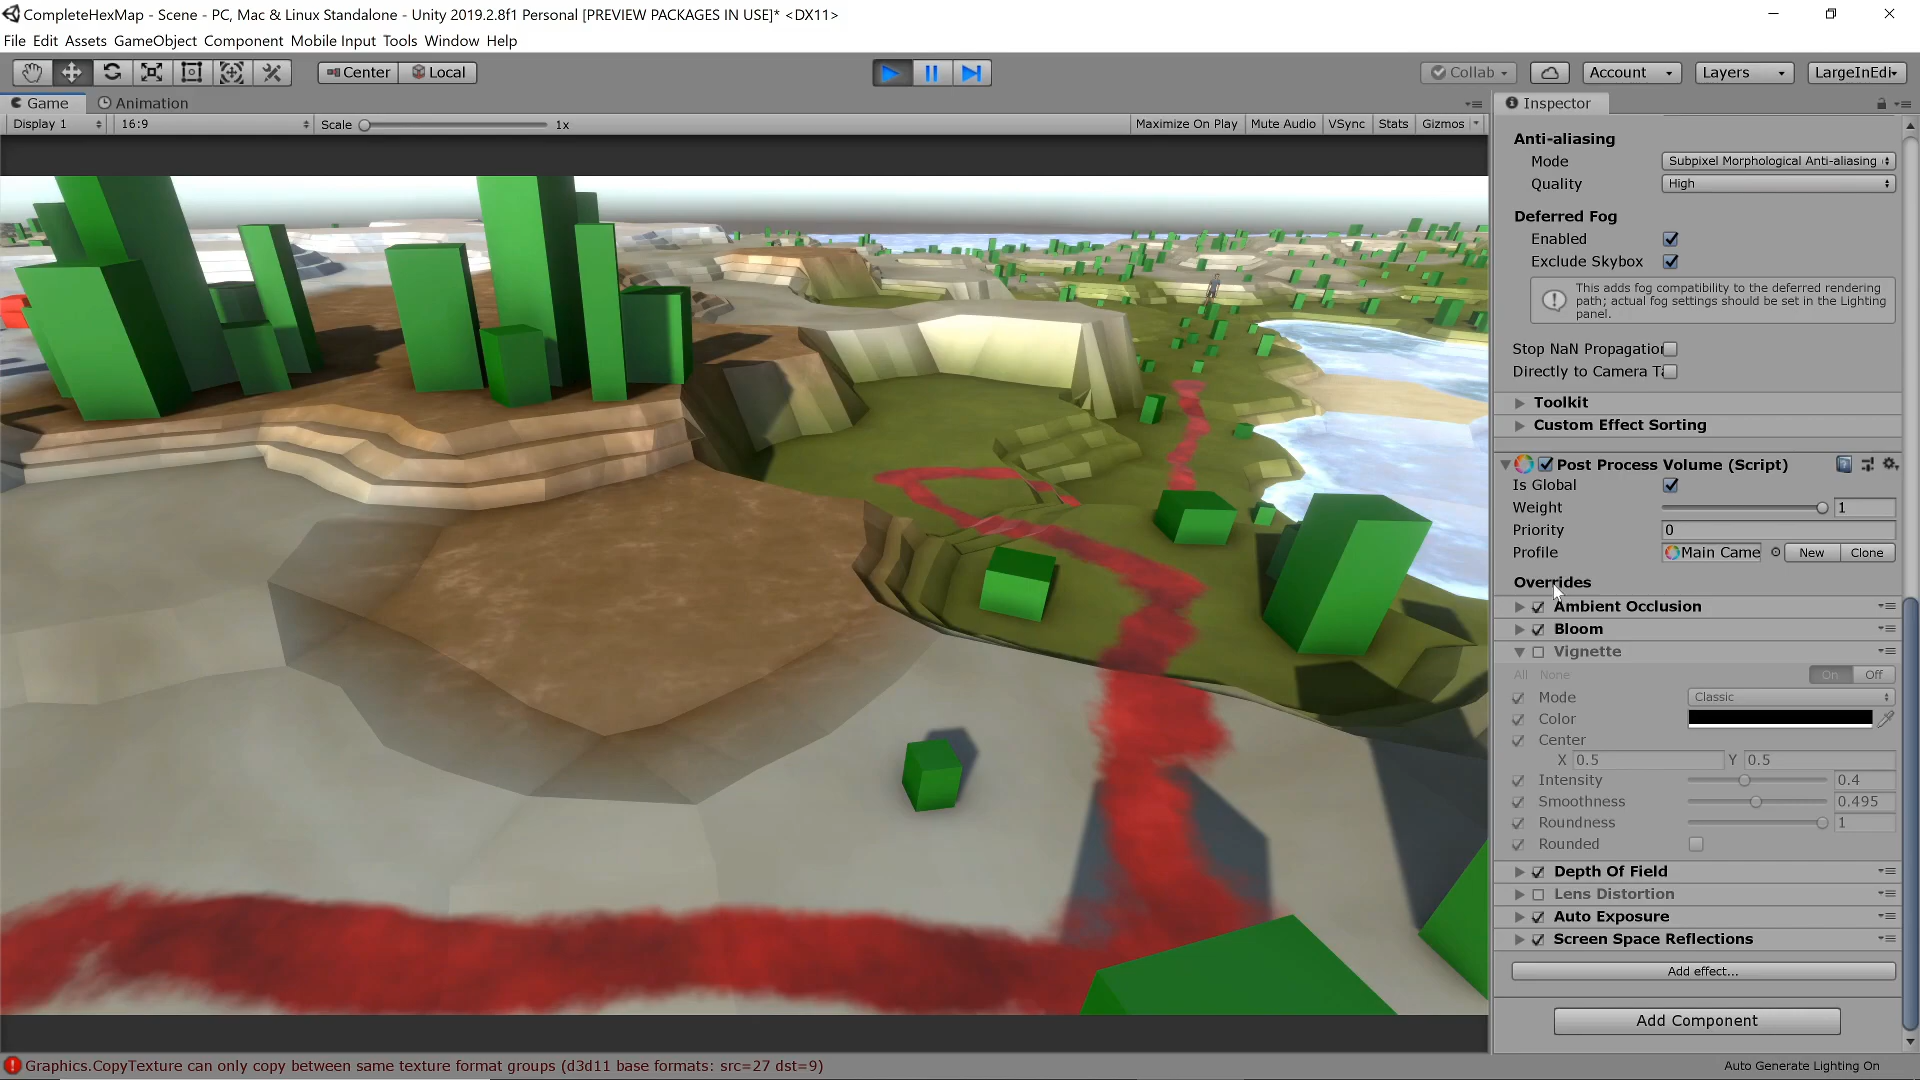 CompleteHexMap - Scene - PC, Mac & Linux Standalone - Unity 2019.2.8f1 Personal [PREVIEW PACKAGES IN USE]* <DX11>
File Edit Assets GameObject Component Mobile Input Tools Window Help
Center Local Collab Account Layers LargeInEdi
Game Animation Inspector
Display 1 16:9 Scale 1x Maximize On Play Mute Audio VSync Stats Gizmos
Anti-aliasing
Mode Subpixel Morphological Anti-aliasing
Quality High
Deferred Fog
Enabled
Exclude Skybox
This adds fog compatibility to the deferred rendering
path; actual fog settings should be set in the Lighting
panel.
Stop NaN Propagation
Directly to Camera Ta
Toolkit
Custom Effect Sorting
Post Process Volume (Script)
Is Global
Weight 1
Priority 0
Profile Main Came New Clone
Overrides
Ambient Occlusion
Bloom
Vignette
All None On Off
Mode Classic
Color
Center
X 0.5 Y 0.5
Intensity 0.4
Smoothness 0.495
Roundness 1
Rounded
Depth Of Field
Lens Distortion
Auto Exposure
Screen Space Reflections
Add effect...
Add Component
Graphics.CopyTexture can only copy between same texture format groups (d3d11 base formats: src=27 dst=9)
Auto Generate Lighting On